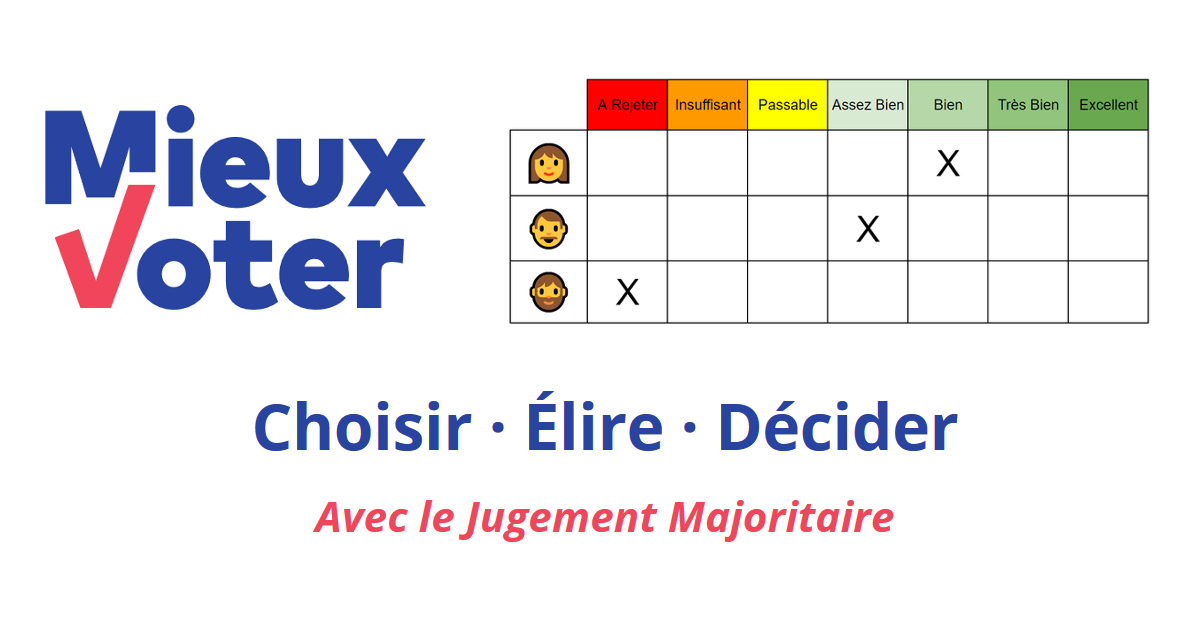 Mieux
Voter
A Rejeter Insuffisant Passable Assez Bien Bien Très Bien Excellent
X
X
X
Choisir · Élire · Décider
Avec le Jugement Majoritaire